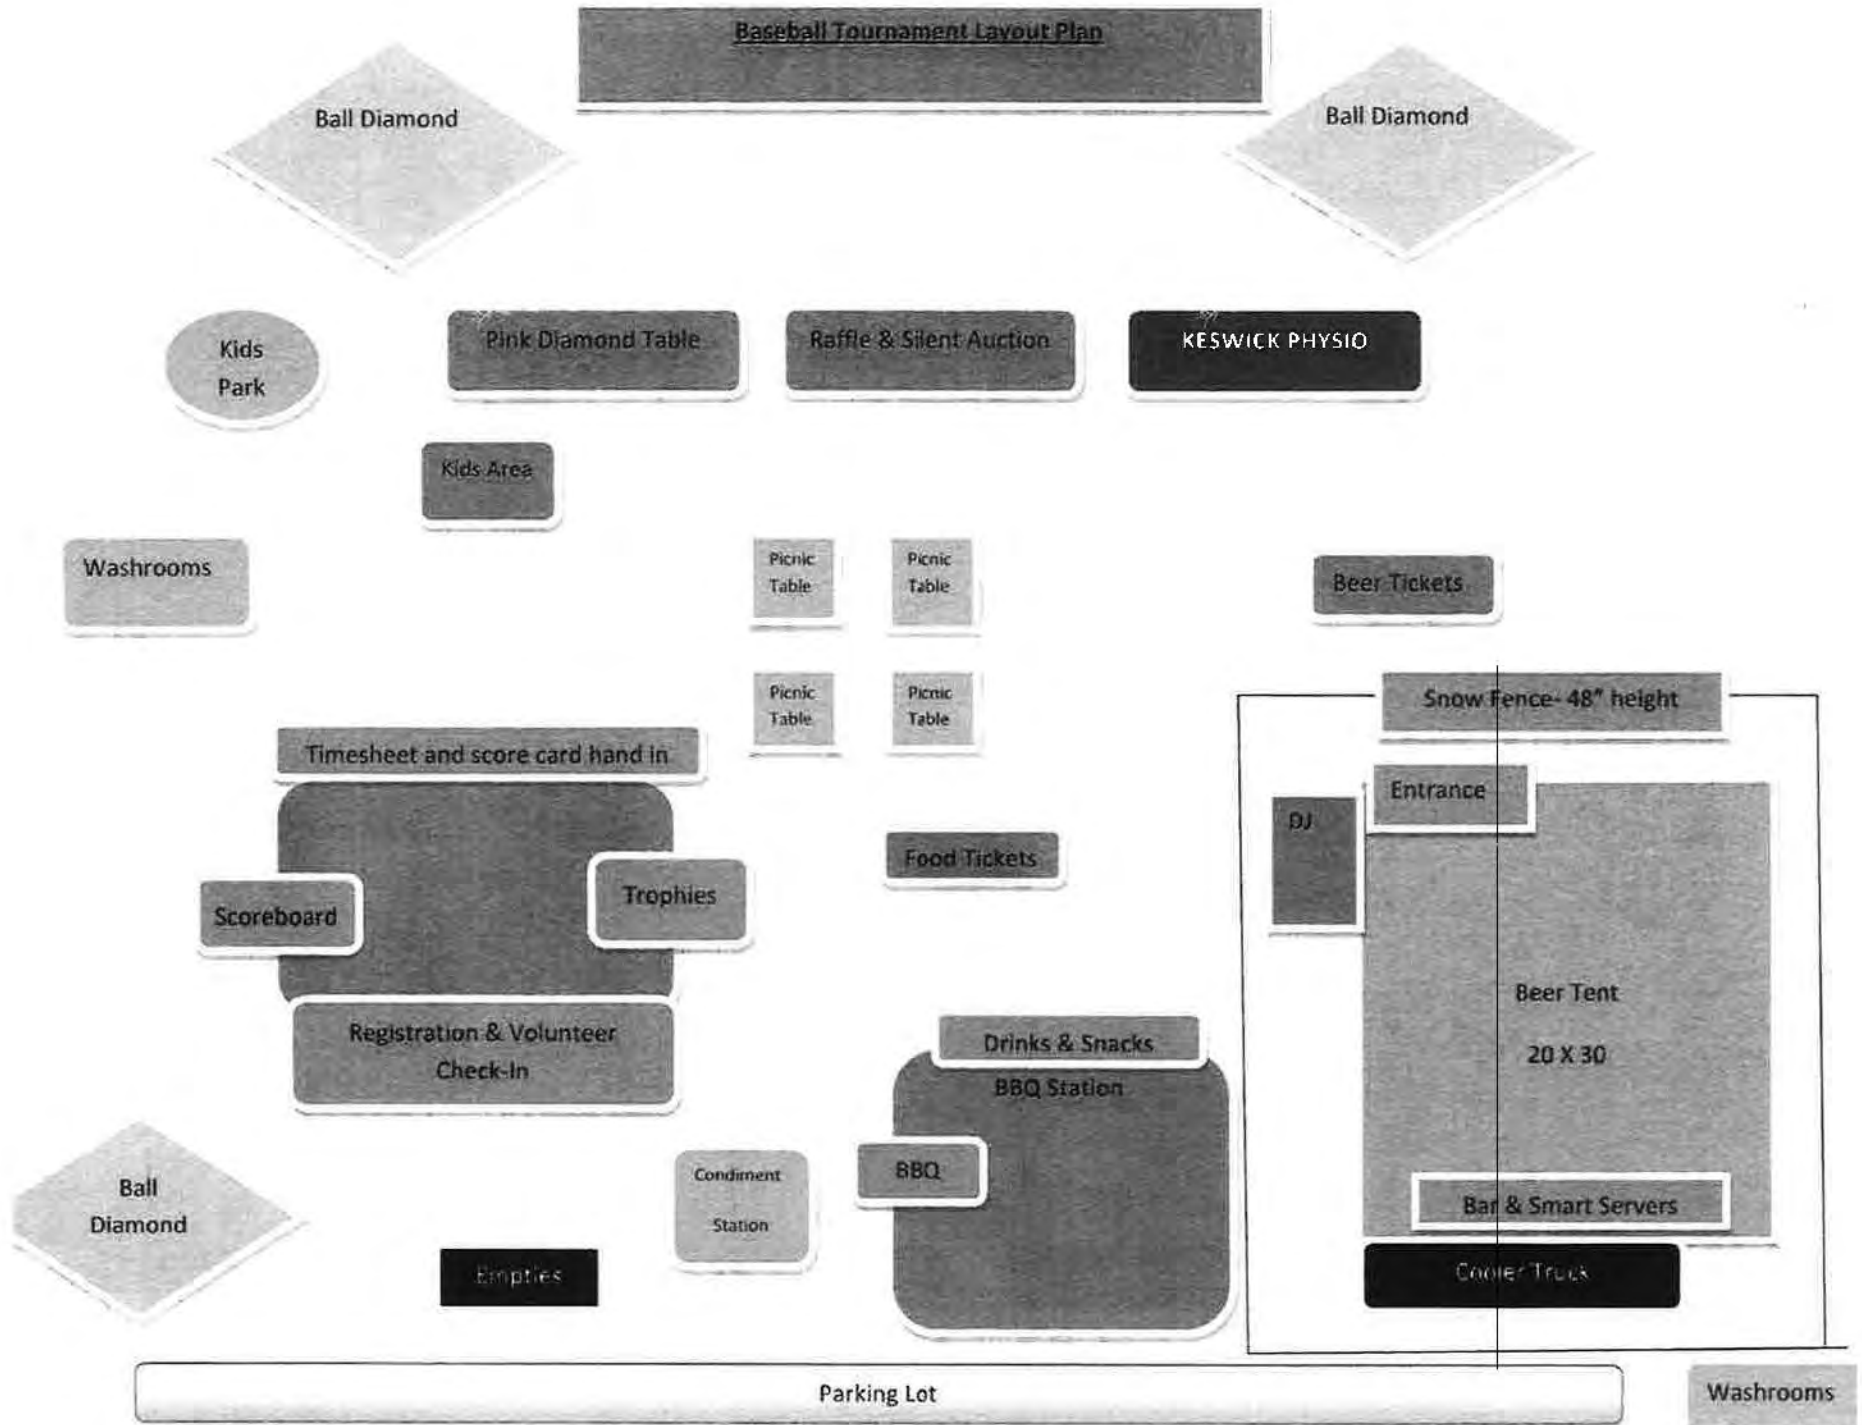 Baseball Tournament Layout Plan
Ball Diamond
Ball Diamond
Kids
Park
Pink Diamond Table
Raffle & Silent Auction
KESWICK PHYSIO
Kids Area
Washrooms
Picnic
Table
Picnic
Table
Beer Tickets
Picnic
Table
Picnic
Table
Snow Fence- 48" height
Timesheet and score card hand in
Entrance
DJ
Food Tickets
Trophies
Scoreboard
Beer Tent
20 X 30
Registration & Volunteer
Check-In
Drinks & Snacks
BBQ Station
BBQ
Condiment
Station
Ball
Diamond
Bar & Smart Servers
Empties
Cooler Truck
Parking Lot
Washrooms